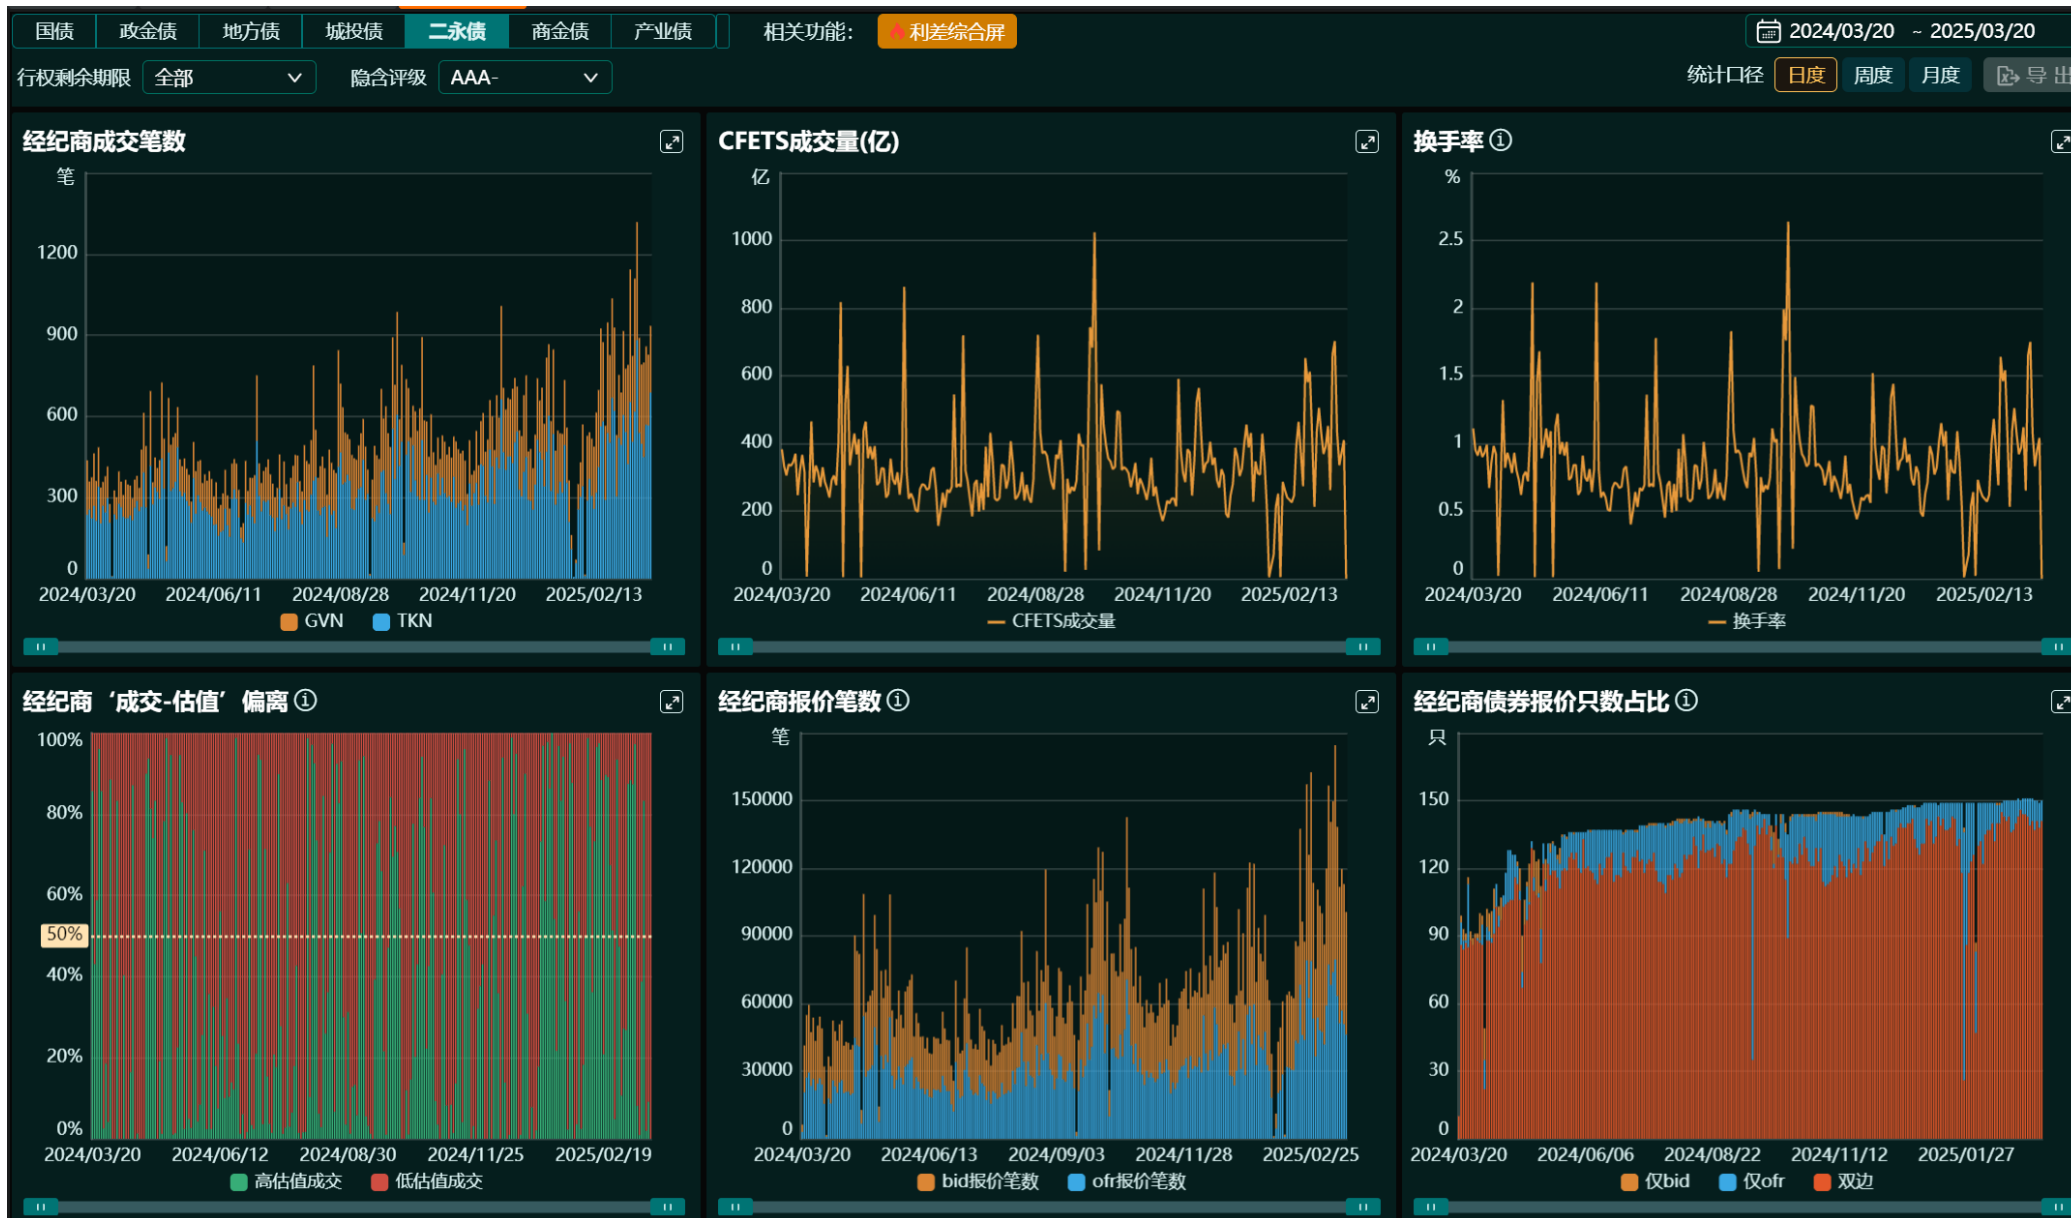 国债 政金债 地方债 城投债 二永债 商金债 产业债 相关功能： 利差综合屏 2024/03/20 ~ 2025/03/20
行权剩余期限 全部 隐含评级 AAA- 统计口径 日度 周度 月度 导出
经纪商成交笔数
笔
1200
900
600
300
0
2024/03/20 2024/06/11 2024/08/28 2024/11/20 2025/02/13
GVN TKN
CFETS成交量(亿)
亿
1000
800
600
400
200
0
2024/03/20 2024/06/11 2024/08/28 2024/11/20 2025/02/13
CFETS成交量
换手率
%
2.5
2
1.5
1
0.5
0
2024/03/20 2024/06/11 2024/08/28 2024/11/20 2025/02/13
换手率
经纪商‘成交-估值’偏离
100%
80%
60%
50%
40%
20%
0%
2024/03/20 2024/06/12 2024/08/30 2024/11/25 2025/02/19
高估值成交 低估值成交
经纪商报价笔数
笔
150000
120000
90000
60000
30000
0
2024/03/20 2024/06/13 2024/09/03 2024/11/28 2025/02/25
bid报价笔数 ofr报价笔数
经纪商债券报价只数占比
只
150
120
90
60
30
0
2024/03/20 2024/06/06 2024/08/22 2024/11/12 2025/01/27
仅bid 仅ofr 双边